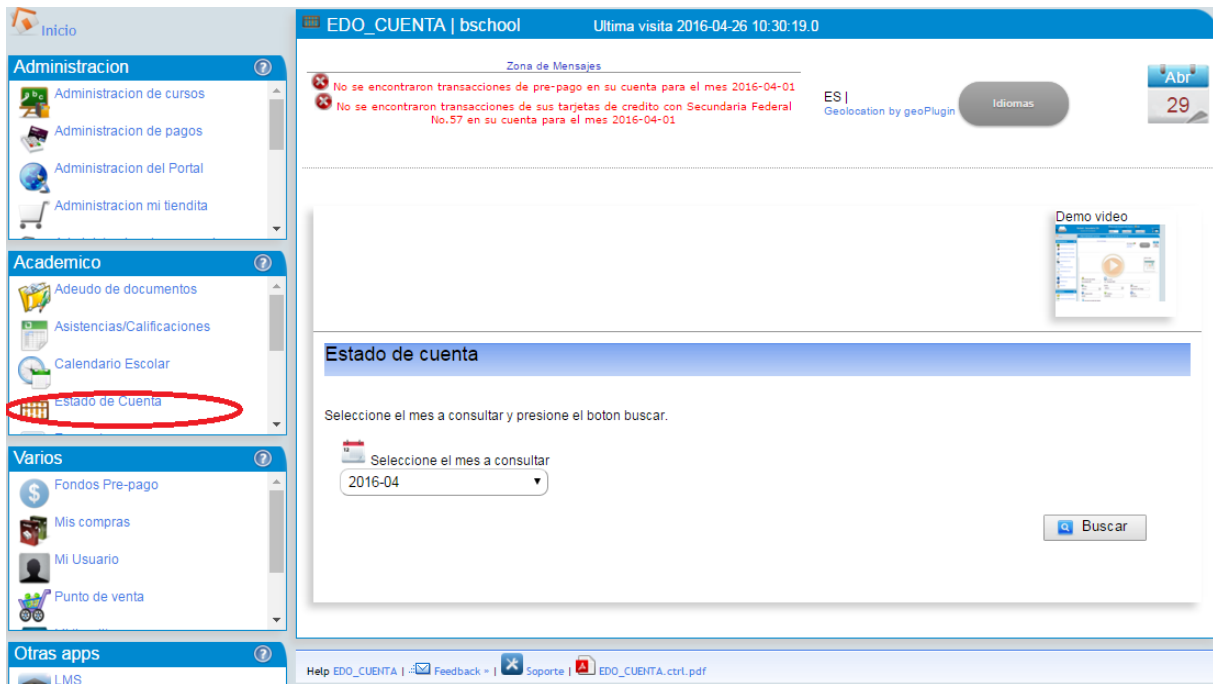 Inicio
Administracion
Administracion de cursos
Administracion de pagos
Administracion del Portal
Administracion mi tiendita
Academico
Adeudo de documentos
Asistencias/Calificaciones
Calendario Escolar
Estado de Cuenta
Varios
Fondos Pre-pago
Mis compras
Mi Usuario
Punto de venta
Otras apps
LMS
EDO_CUENTA | bschool
Ultima visita 2016-04-26 10:30:19.0
Zona de Mensajes
No se encontraron transacciones de pre-pago en su cuenta para el mes 2016-04-01
No se encontraron transacciones de sus tarjetas de credito con Secundaria Federal
No.57 en su cuenta para el mes 2016-04-01
ES |
Geolocation by geoPlugin
Idiomas
Abr
29
Demo video
Estado de cuenta
Seleccione el mes a consultar y presione el boton buscar.
Seleccione el mes a consultar
2016-04
Buscar
Help EDO_CUENTA | Feedback » | Soporte | EDO_CUENTA.ctrl.pdf